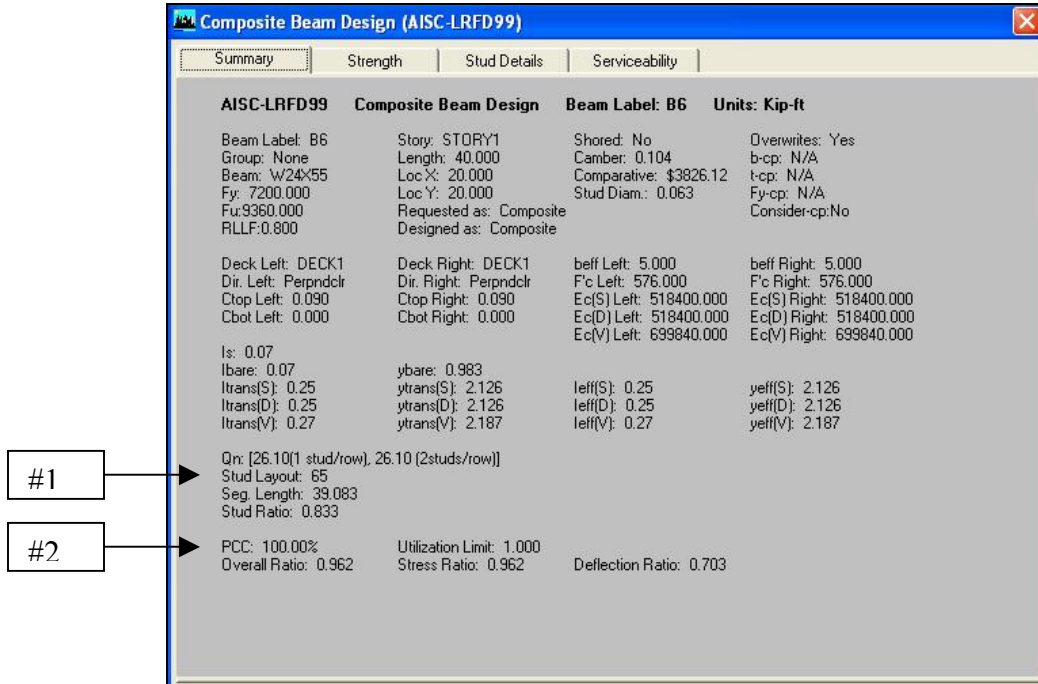 Composite Beam Design (AISC-LRFD99)
Summary Strength Stud Details Serviceability
AISC-LRFD99 Composite Beam Design Beam Label: B6 Units: Kip-ft
Beam Label: B6 Story: STORY1 Shored: No Overwrites: Yes
Group: None Length: 40.000 Camber: 0.104 b-cp: N/A
Beam: W24X55 Loc X: 20.000 Comparative: $3826.12 t-cp: N/A
Fy: 7200.000 Loc Y: 20.000 Stud Diam.: 0.063 Fy-cp: N/A
Fu:9360.000 Requested as: Composite Consider-cp:No
RLLF:0.800 Designed as: Composite
Deck Left: DECK1 Deck Right: DECK1 beff Left: 5.000 beff Right: 5.000
Dir. Left: Perpndclr Dir. Right: Perpndclr F'c Left: 576.000 F'c Right: 576.000
Ctop Left: 0.090 Ctop Right: 0.090 Ec(S) Left: 518400.000 Ec(S) Right: 518400.000
Cbot Left: 0.000 Cbot Right: 0.000 Ec(D) Left: 518400.000 Ec(D) Right: 518400.000
Ec(V) Left: 699840.000 Ec(V) Right: 699840.000
Is: 0.07
Ibare: 0.07 ybare: 0.983
Itrans(S): 0.25 ytrans(S): 2.126 Ieff(S): 0.25 yeff(S): 2.126
Itrans(D): 0.25 ytrans(D): 2.126 Ieff(D): 0.25 yeff(D): 2.126
Itrans(V): 0.27 ytrans(V): 2.187 Ieff(V): 0.27 yeff(V): 2.187
Qn: [26.10(1 stud/row), 26.10 (2studs/row)]
#1 Stud Layout: 65
Seg. Length: 39.083
Stud Ratio: 0.833
#2 PCC: 100.00% Utilization Limit: 1.000
Overall Ratio: 0.962 Stress Ratio: 0.962 Deflection Ratio: 0.703